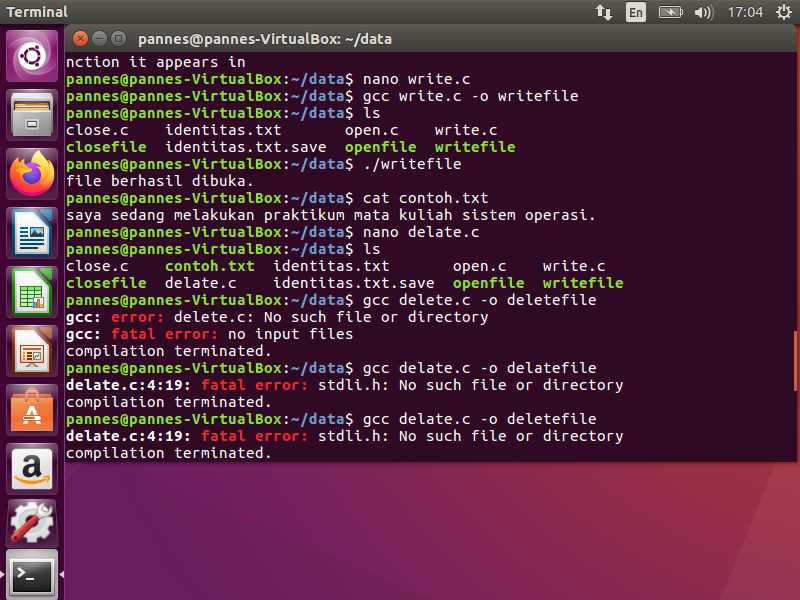 Terminal
En
17:04
pannes@pannes-VirtualBox: ~/data
nction it appears in
pannes@pannes-VirtualBox:~/data$ nano write.c
pannes@pannes-VirtualBox:~/data$ gcc write.c -o writefile
pannes@pannes-VirtualBox:~/data$ ls
close.c    identitas.txt       open.c    write.c
closefile  identitas.txt.save  openfile  writefile
pannes@pannes-VirtualBox:~/data$ ./writefile
file berhasil dibuka.
pannes@pannes-VirtualBox:~/data$ cat contoh.txt
saya sedang melakukan praktikum mata kuliah sistem operasi.
pannes@pannes-VirtualBox:~/data$ nano delate.c
pannes@pannes-VirtualBox:~/data$ ls
close.c    contoh.txt  identitas.txt       open.c    write.c
closefile  delate.c    identitas.txt.save  openfile  writefile
pannes@pannes-VirtualBox:~/data$ gcc delete.c -o deletefile
gcc: error: delete.c: No such file or directory
gcc: fatal error: no input files
compilation terminated.
pannes@pannes-VirtualBox:~/data$ gcc delate.c -o delatefile
delate.c:4:19: fatal error: stdli.h: No such file or directory
compilation terminated.
pannes@pannes-VirtualBox:~/data$ gcc delate.c -o deletefile
delate.c:4:19: fatal error: stdli.h: No such file or directory
compilation terminated.